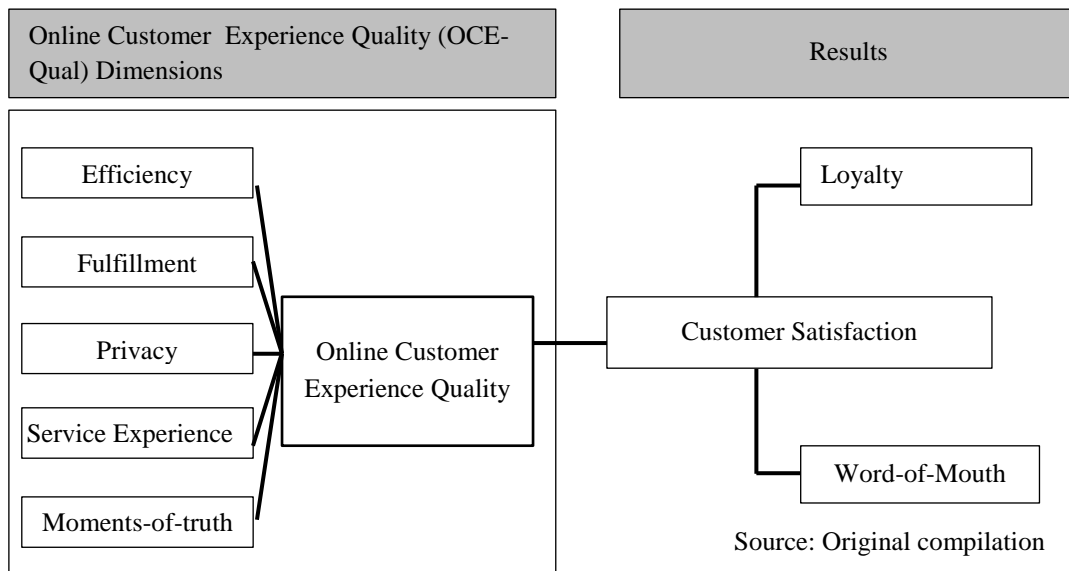 Online Customer  Experience Quality (OCE-
Qual) Dimensions
Results
Efficiency
Fulfillment
Privacy
Service Experience
Moments-of-truth
Online Customer
Experience Quality
Customer Satisfaction
Loyalty
Word-of-Mouth
Source: Original compilation